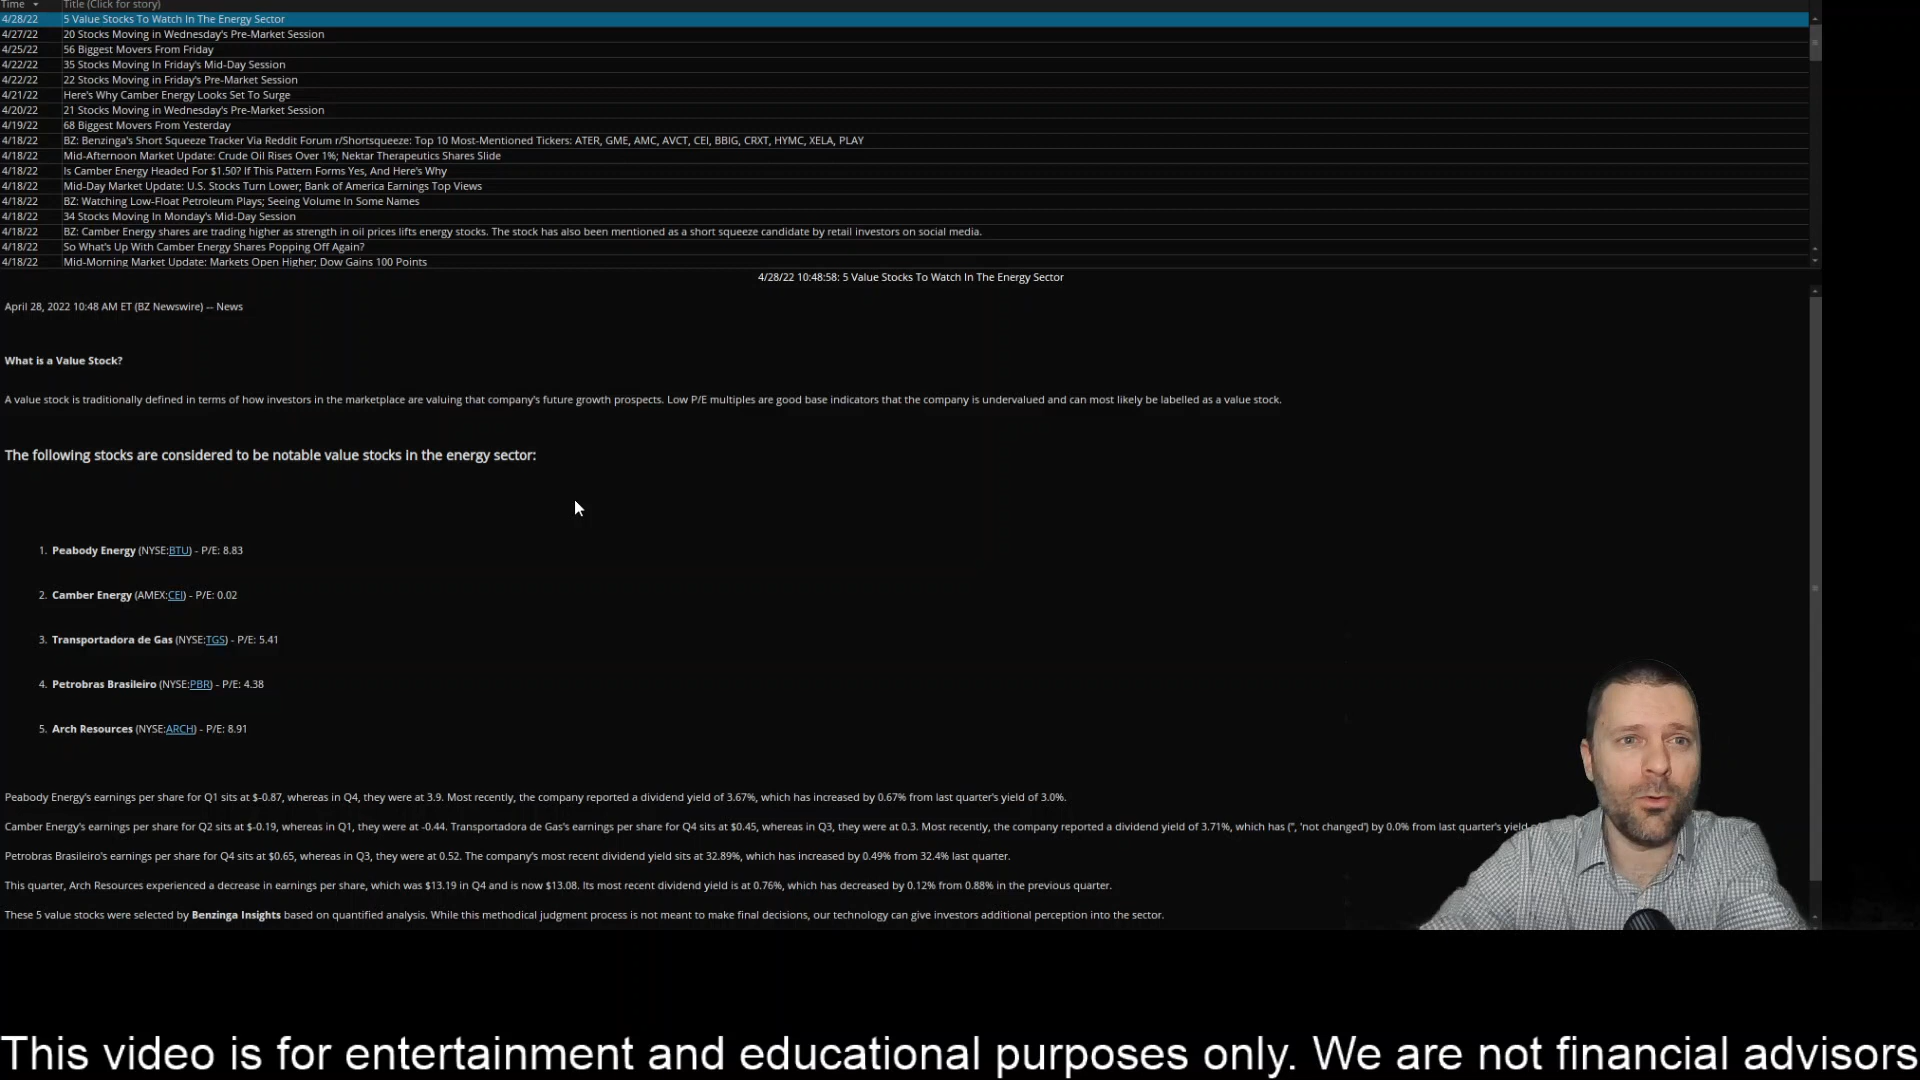 Time Title (Click for story)
4/28/22 5 Value Stocks To Watch In The Energy Sector
4/27/22 20 Stocks Moving in Wednesday's Pre-Market Session
4/25/22 56 Biggest Movers From Friday
4/22/22 35 Stocks Moving In Friday's Mid-Day Session
4/22/22 22 Stocks Moving in Friday's Pre-Market Session
4/21/22 Here's Why Camber Energy Looks Set To Surge
4/20/22 21 Stocks Moving in Wednesday's Pre-Market Session
4/19/22 68 Biggest Movers From Yesterday
4/18/22 BZ: Benzinga's Short Squeeze Tracker Via Reddit Forum r/Shortsqueeze: Top 10 Most-Mentioned Tickers: ATER, GME, AMC, AVCT, CEI, BBIG, CRXT, HYMC, XELA, PLAY
4/18/22 Mid-Afternoon Market Update: Crude Oil Rises Over 1%; Nektar Therapeutics Shares Slide
4/18/22 Is Camber Energy Headed For $1.50? If This Pattern Forms Yes, And Here's Why
4/18/22 Mid-Day Market Update: U.S. Stocks Turn Lower; Bank of America Earnings Top Views
4/18/22 BZ: Watching Low-Float Petroleum Plays; Seeing Volume In Some Names
4/18/22 34 Stocks Moving In Monday's Mid-Day Session
4/18/22 BZ: Camber Energy shares are trading higher as strength in oil prices lifts energy stocks. The stock has also been mentioned as a short squeeze candidate by retail investors on social media.
4/18/22 So What's Up With Camber Energy Shares Popping Off Again?
4/18/22 Mid-Morning Market Update: Markets Open Higher; Dow Gains 100 Points
4/28/22 10:48:58: 5 Value Stocks To Watch In The Energy Sector
April 28, 2022 10:48 AM ET (BZ Newswire) -- News
What is a Value Stock?
A value stock is traditionally defined in terms of how investors in the marketplace are valuing that company's future growth prospects. Low P/E multiples are good base indicators that the company is undervalued and can most likely be labelled as a value stock.
The following stocks are considered to be notable value stocks in the energy sector:
1. Peabody Energy (NYSE:BTU) - P/E: 8.83
2. Camber Energy (AMEX:CEI) - P/E: 0.02
3. Transportadora de Gas (NYSE:TGS) - P/E: 5.41
4. Petrobras Brasileiro (NYSE:PBR) - P/E: 4.38
5. Arch Resources (NYSE:ARCH) - P/E: 8.91
Peabody Energy's earnings per share for Q1 sits at $-0.87, whereas in Q4, they were at 3.9. Most recently, the company reported a dividend yield of 3.67%, which has increased by 0.67% from last quarter's yield of 3.0%.
Camber Energy's earnings per share for Q2 sits at $-0.19, whereas in Q1, they were at -0.44. Transportadora de Gas's earnings per share for Q4 sits at $0.45, whereas in Q3, they were at 0.3. Most recently, the company reported a dividend yield of 3.71%, which has ('', 'not changed') by 0.0% from last quarter's yield
Petrobras Brasileiro's earnings per share for Q4 sits at $0.65, whereas in Q3, they were at 0.52. The company's most recent dividend yield sits at 32.89%, which has increased by 0.49% from 32.4% last quarter.
This quarter, Arch Resources experienced a decrease in earnings per share, which was $13.19 in Q4 and is now $13.08. Its most recent dividend yield is at 0.76%, which has decreased by 0.12% from 0.88% in the previous quarter.
These 5 value stocks were selected by Benzinga Insights based on quantified analysis. While this methodical judgment process is not meant to make final decisions, our technology can give investors additional perception into the sector.
This video is for entertainment and educational purposes only. We are not financial advisors